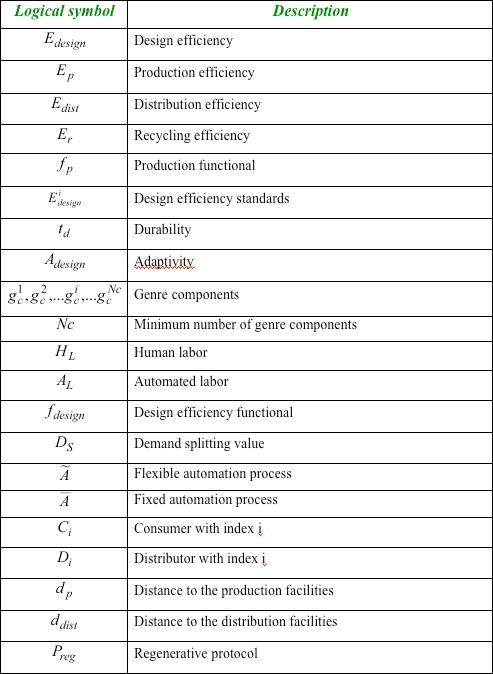 Logical symbol Description
E_design Design efficiency
E_p Production efficiency
E_dist Distribution efficiency
E_r Recycling efficiency
f_p Production functional
E^i_design Design efficiency standards
t_d Durability
A_design Adaptivity
g_c^1, g_c^2, ...g_c^i, ...g_c^Nc Genre components
Nc Minimum number of genre components
H_L Human labor
A_L Automated labor
f_design Design efficiency functional
D_S Demand splitting value
Ã Flexible automation process
A̅ Fixed automation process
C_i Consumer with index i
D_i Distributor with index i
d_p Distance to the production facilities
d_dist Distance to the distribution facilities
P_reg Regenerative protocol